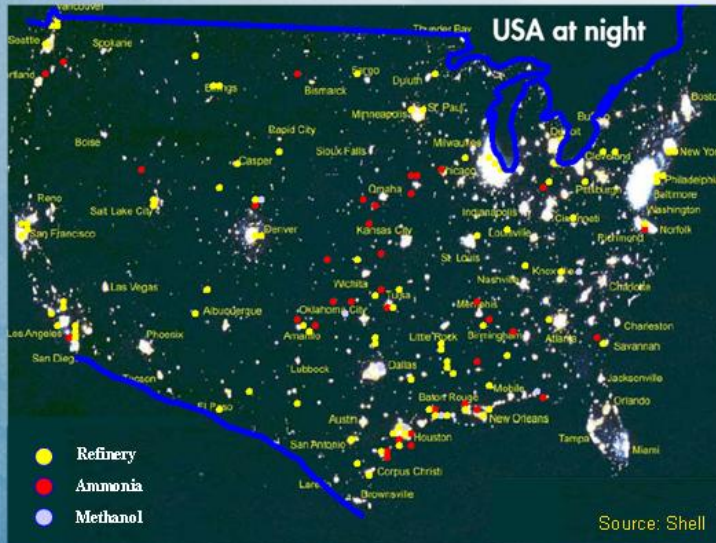 USA at night
Vancouver
Thunder Bay
Seattle
Spokane
Portland
Fargo
Duluth
Billings
Bismarck
Minneapolis
St. Paul
Boston
Boise
Rapid City
Sioux Falls
Milwaukee
Detroit
Casper
Cleveland
New York
Chicago
Reno
Salt Lake City
Omaha
Pittsburgh
Philadelphia
Baltimore
Indianapolis
Washington
San Francisco
Denver
Kansas City
Louisville
Richmond
Norfolk
St. Louis
Las Vegas
Wichita
Nashville
Knoxville
Tulsa
Charlotte
Albuquerque
Oklahoma City
Memphis
Los Angeles
Phoenix
Amarillo
Little Rock
Birmingham
Atlanta
Charleston
Savannah
San Diego
Lubbock
Dallas
Tucson
Jacksonville
El Paso
Baton Rouge
Mobile
Austin
New Orleans
Orlando
San Antonio
Houston
Tampa
Miami
Corpus Christi
Brownsville
Refinery
Ammonia
Methanol
Source: Shell